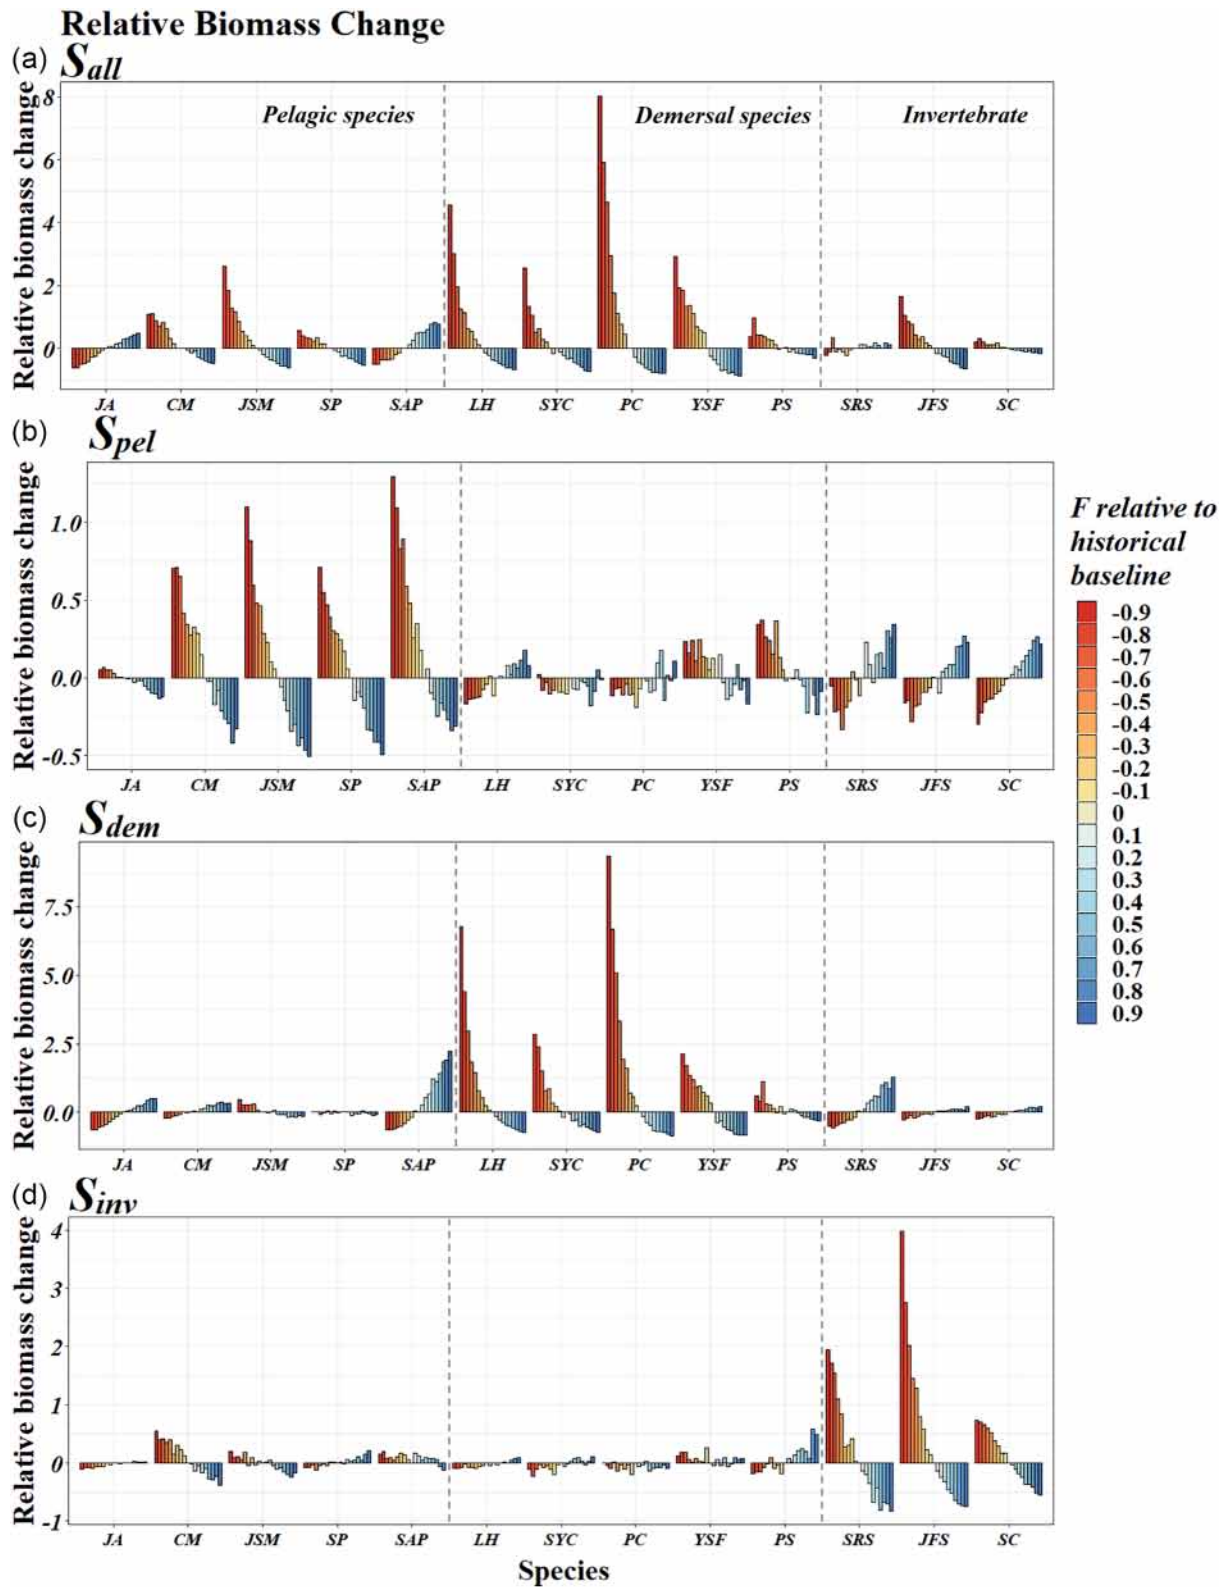 Relative Biomass Change
(a) Sall
Relative biomass change
8
6
4
2
0
Pelagic species
Demersal species
Invertebrate
JA CM JSM SP SAP LH SYC PC YSF PS SRS JFS SC
(b) Spel
Relative biomass change
1.0
0.5
0.0
-0.5
JA CM JSM SP SAP LH SYC PC YSF PS SRS JFS SC
(c) Sdem
Relative biomass change
7.5
5.0
2.5
0.0
JA CM JSM SP SAP LH SYC PC YSF PS SRS JFS SC
(d) Sinv
Relative biomass change
4
3
2
1
0
-1
JA CM JSM SP SAP LH SYC PC YSF PS SRS JFS SC
Species
F relative to
historical
baseline
-0.9
-0.8
-0.7
-0.6
-0.5
-0.4
-0.3
-0.2
-0.1
0
0.1
0.2
0.3
0.4
0.5
0.6
0.7
0.8
0.9